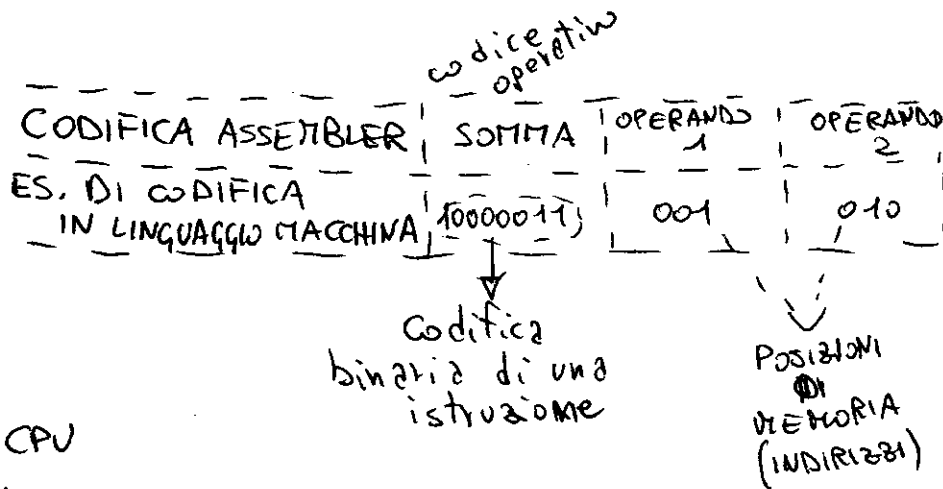 codice
operativo
CODIFICA ASSEMBLER SOMMA OPERANDO 1 OPERANDO 2
ES. DI CODIFICA
IN LINGUAGGIO MACCHINA 10000011 001 010
Codifica
binaria di una
istruzione
POSIZIONI
DI
MEMORIA
(INDIRIZZI)
CPU